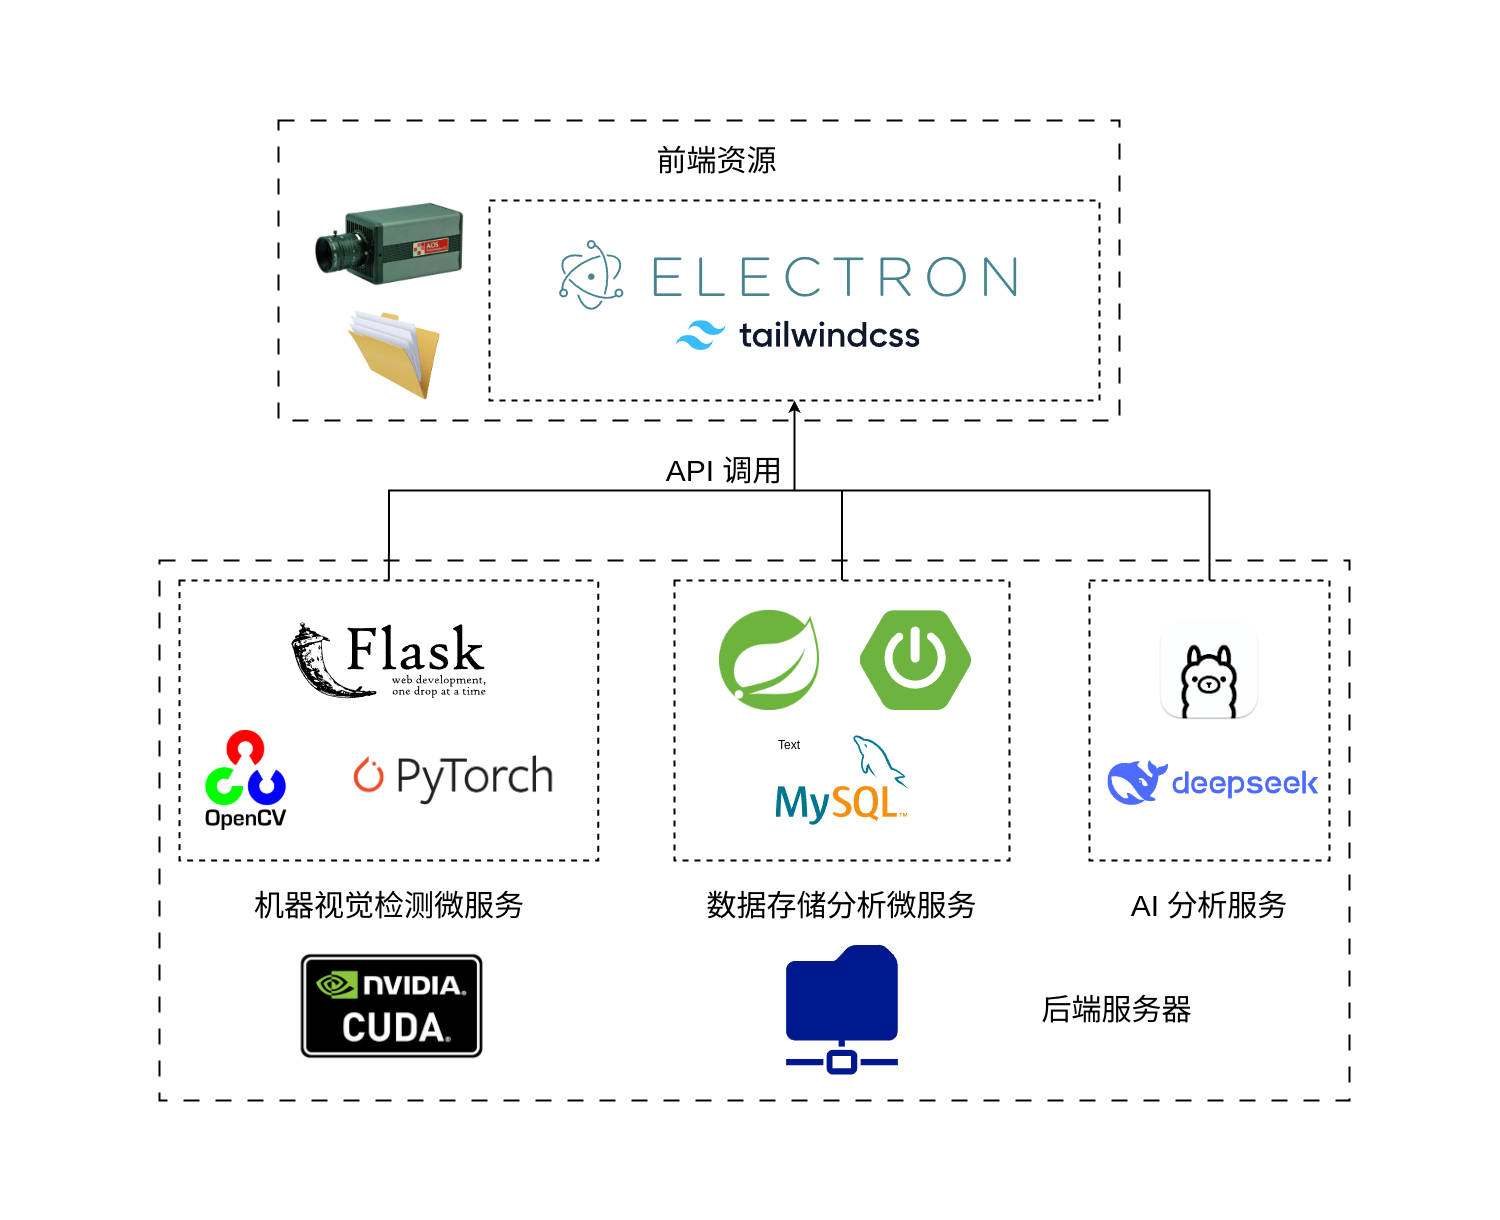 前端资源
AOS
ELECTRON
tailwindcss
API 调用
Flask
web development,
one drop at a time
OpenCV
PyTorch
Text
MySQL™
deepseek
机器视觉检测微服务
数据存储分析微服务
AI 分析服务
NVIDIA®
CUDA®
后端服务器